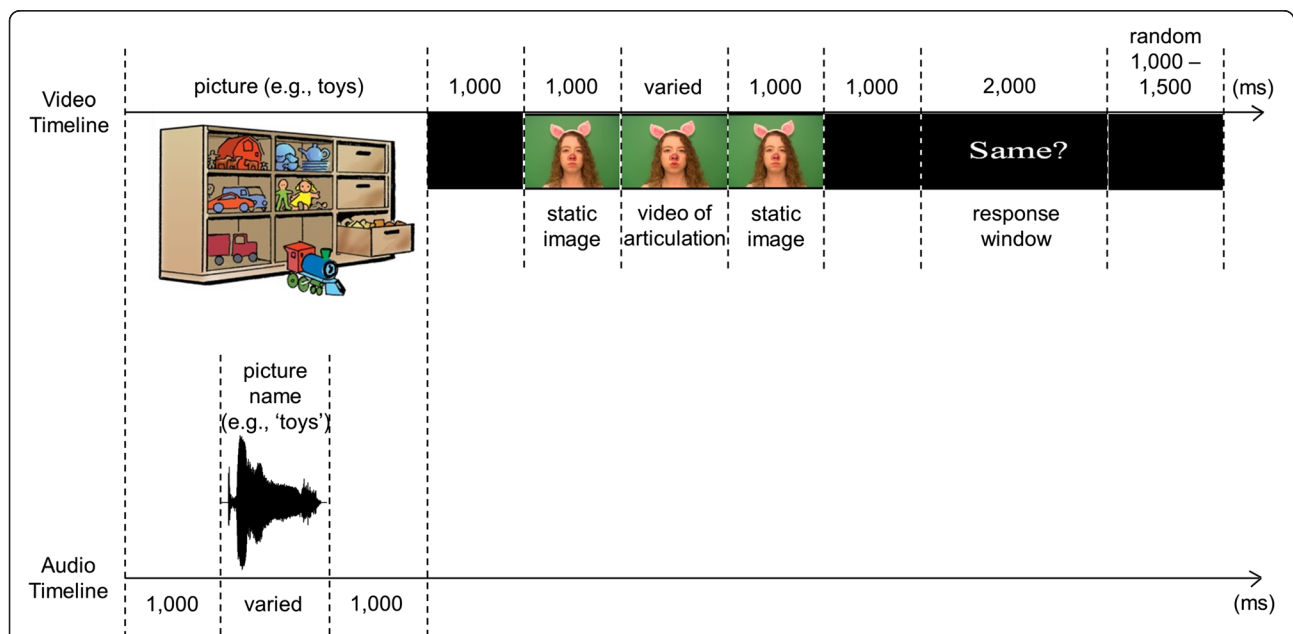 random
1,000 –
1,500
picture (e.g., toys)
1,000
1,000
varied
1,000
1,000
2,000
(ms)
Video
Timeline
Same?
static
image
video of
articulation
static
image
response
window
picture
name
(e.g., ‘toys’)
Audio
Timeline
1,000
varied
1,000
(ms)